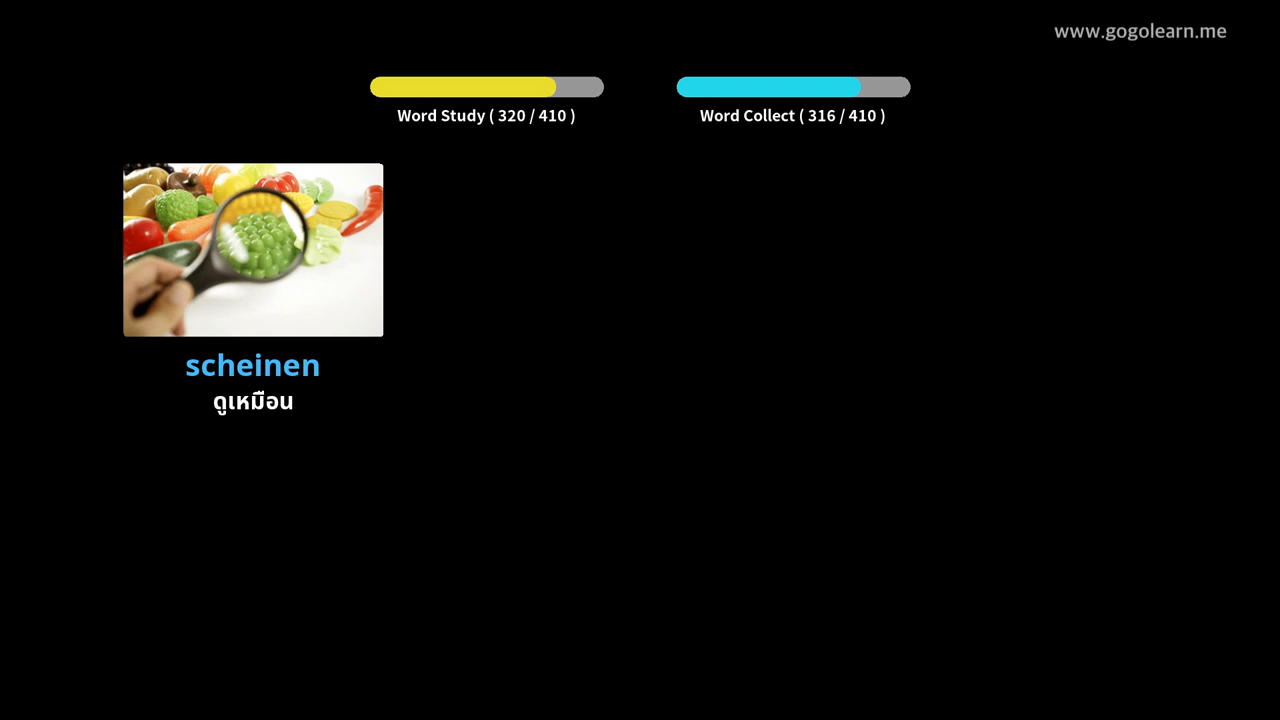 www.gogolearn.me
Word Study ( 320 / 410 )
Word Collect ( 316 / 410 )
scheinen
ดูเหมือน